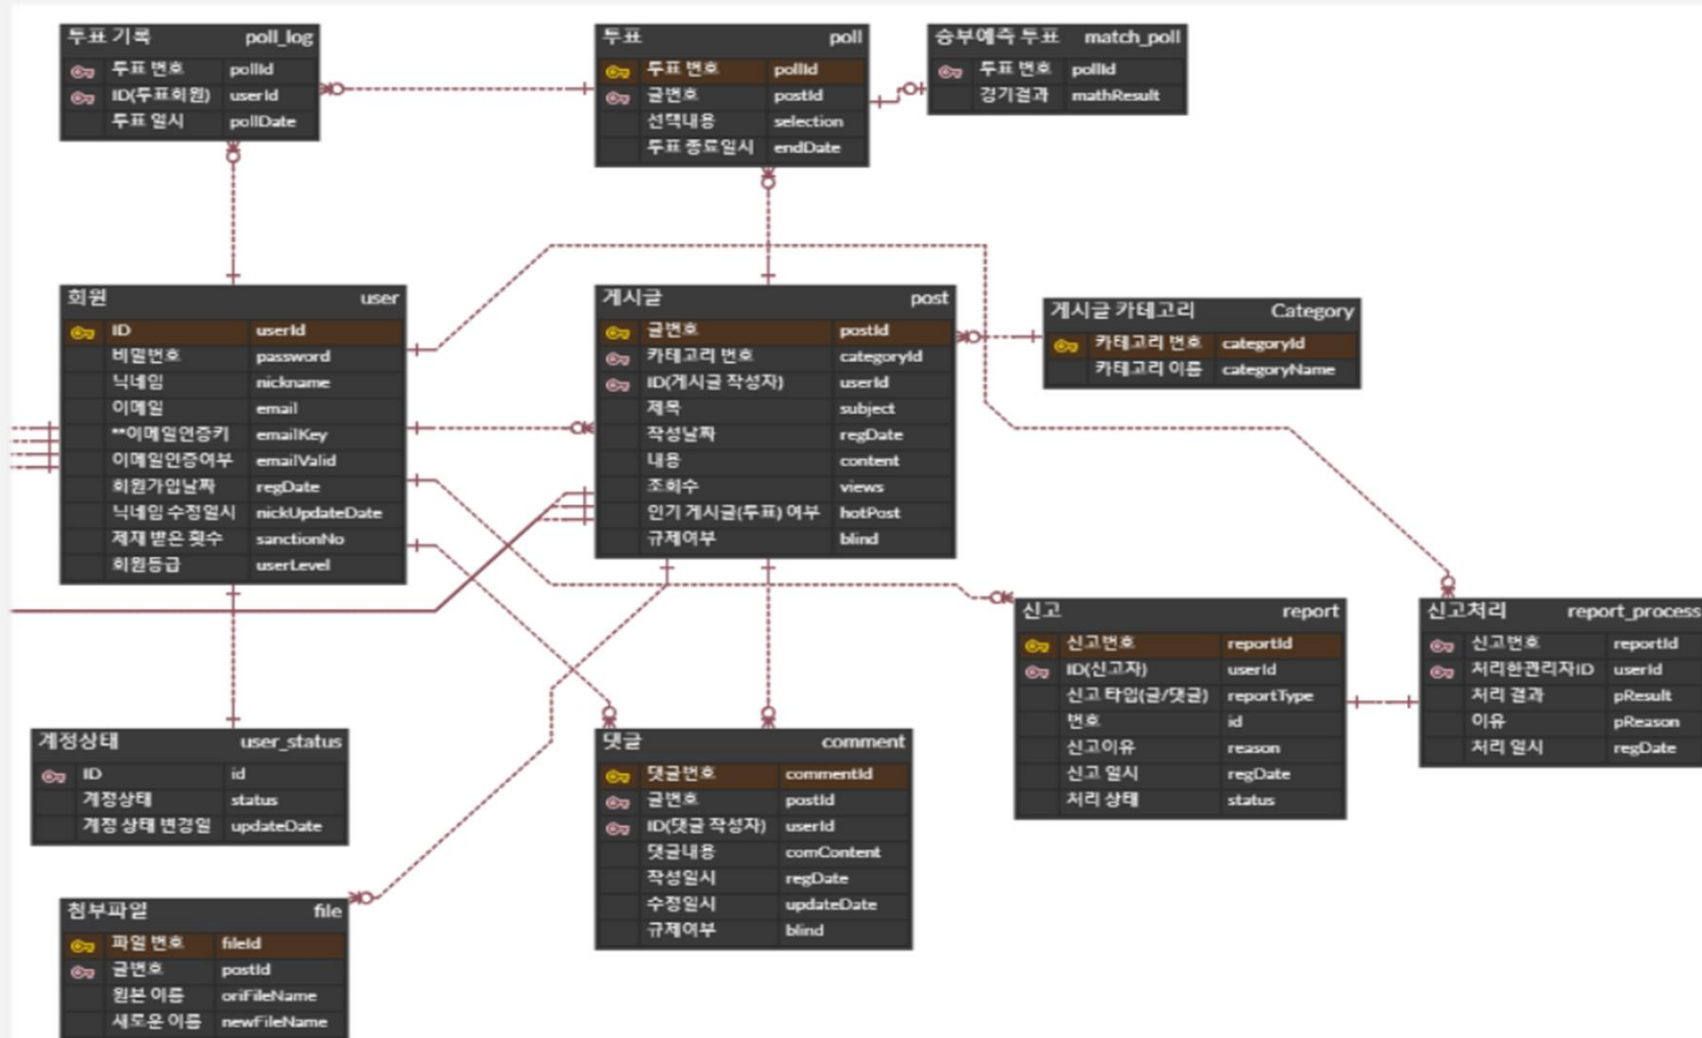 투표 기록 poll_log
투표 번호 pollId
ID(투표회원) userId
투표 일시 pollDate
투표 poll
투표 번호 pollId
글번호 postId
선택내용 selection
투표 종료일시 endDate
승부예측 투표 match_poll
투표 번호 pollId
경기결과 mathResult
회원 user
ID userId
비밀번호 password
닉네임 nickname
이메일 email
**이메일인증키 emailKey
이메일인증여부 emailValid
회원가입날짜 regDate
닉네임 수정일시 nickUpdateDate
제재 받은 횟수 sanctionNo
회원등급 userLevel
게시글 post
글번호 postId
카테고리 번호 categoryId
ID(게시글 작성자) userId
제목 subject
작성날짜 regDate
내용 content
조회수 views
인기 게시글(투표) 여부 hotPost
규제여부 blind
게시글 카테고리 Category
카테고리 번호 categoryId
카테고리 이름 categoryName
계정상태 user_status
ID id
계정상태 status
계정 상태 변경일 updateDate
댓글 comment
댓글번호 commentId
글번호 postId
ID(댓글 작성자) userId
댓글내용 comContent
작성일시 regDate
수정일시 updateDate
규제여부 blind
신고 report
신고번호 reportId
ID(신고자) userId
신고 타입(글/댓글) reportType
번호 id
신고이유 reason
신고 일시 regDate
처리 상태 status
신고처리 report_process
신고번호 reportId
처리한관리자ID userId
처리 결과 pResult
이유 pReason
처리 일시 regDate
첨부파일 file
파일 번호 fileId
글번호 postId
원본 이름 oriFileName
새로운 이름 newFileName